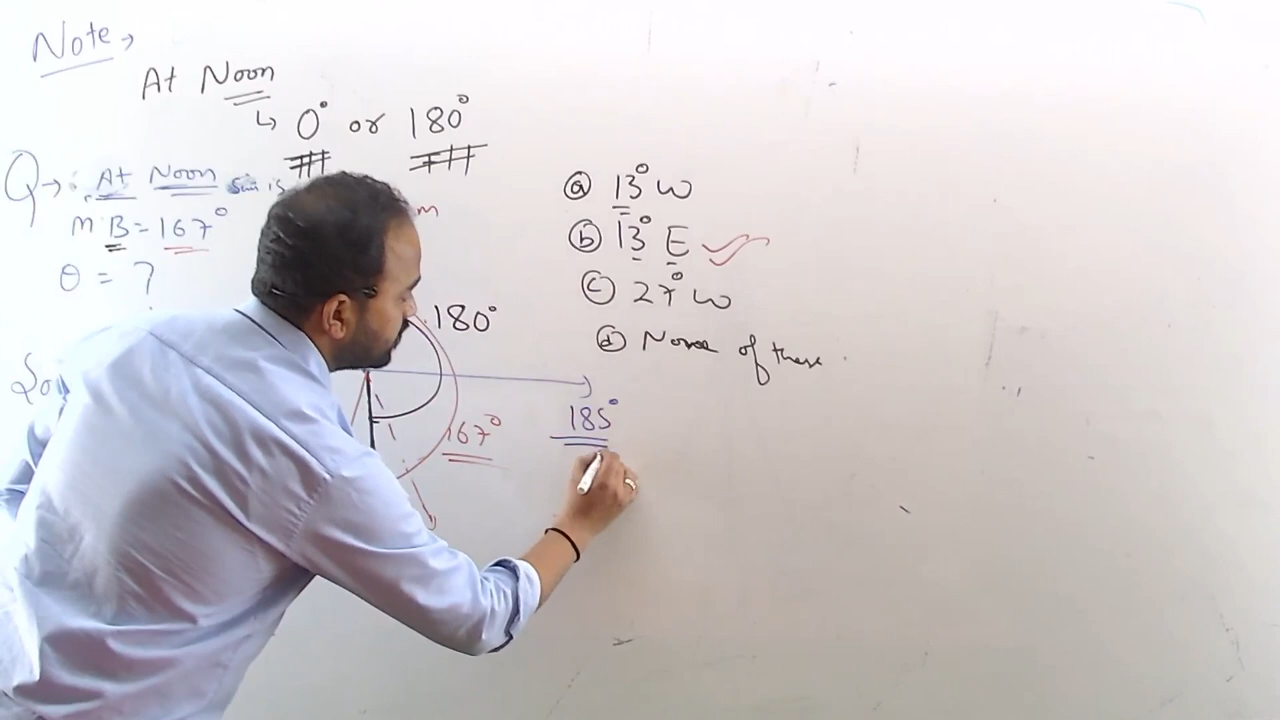 Note →
At Noon
↳ 0° or 180°
Q → At Noon Sun is
m
M B = 167°
θ = ?
180°
167°
185°
ⓐ 13° W
ⓑ 13° E
ⓒ 27° W
ⓓ None of these